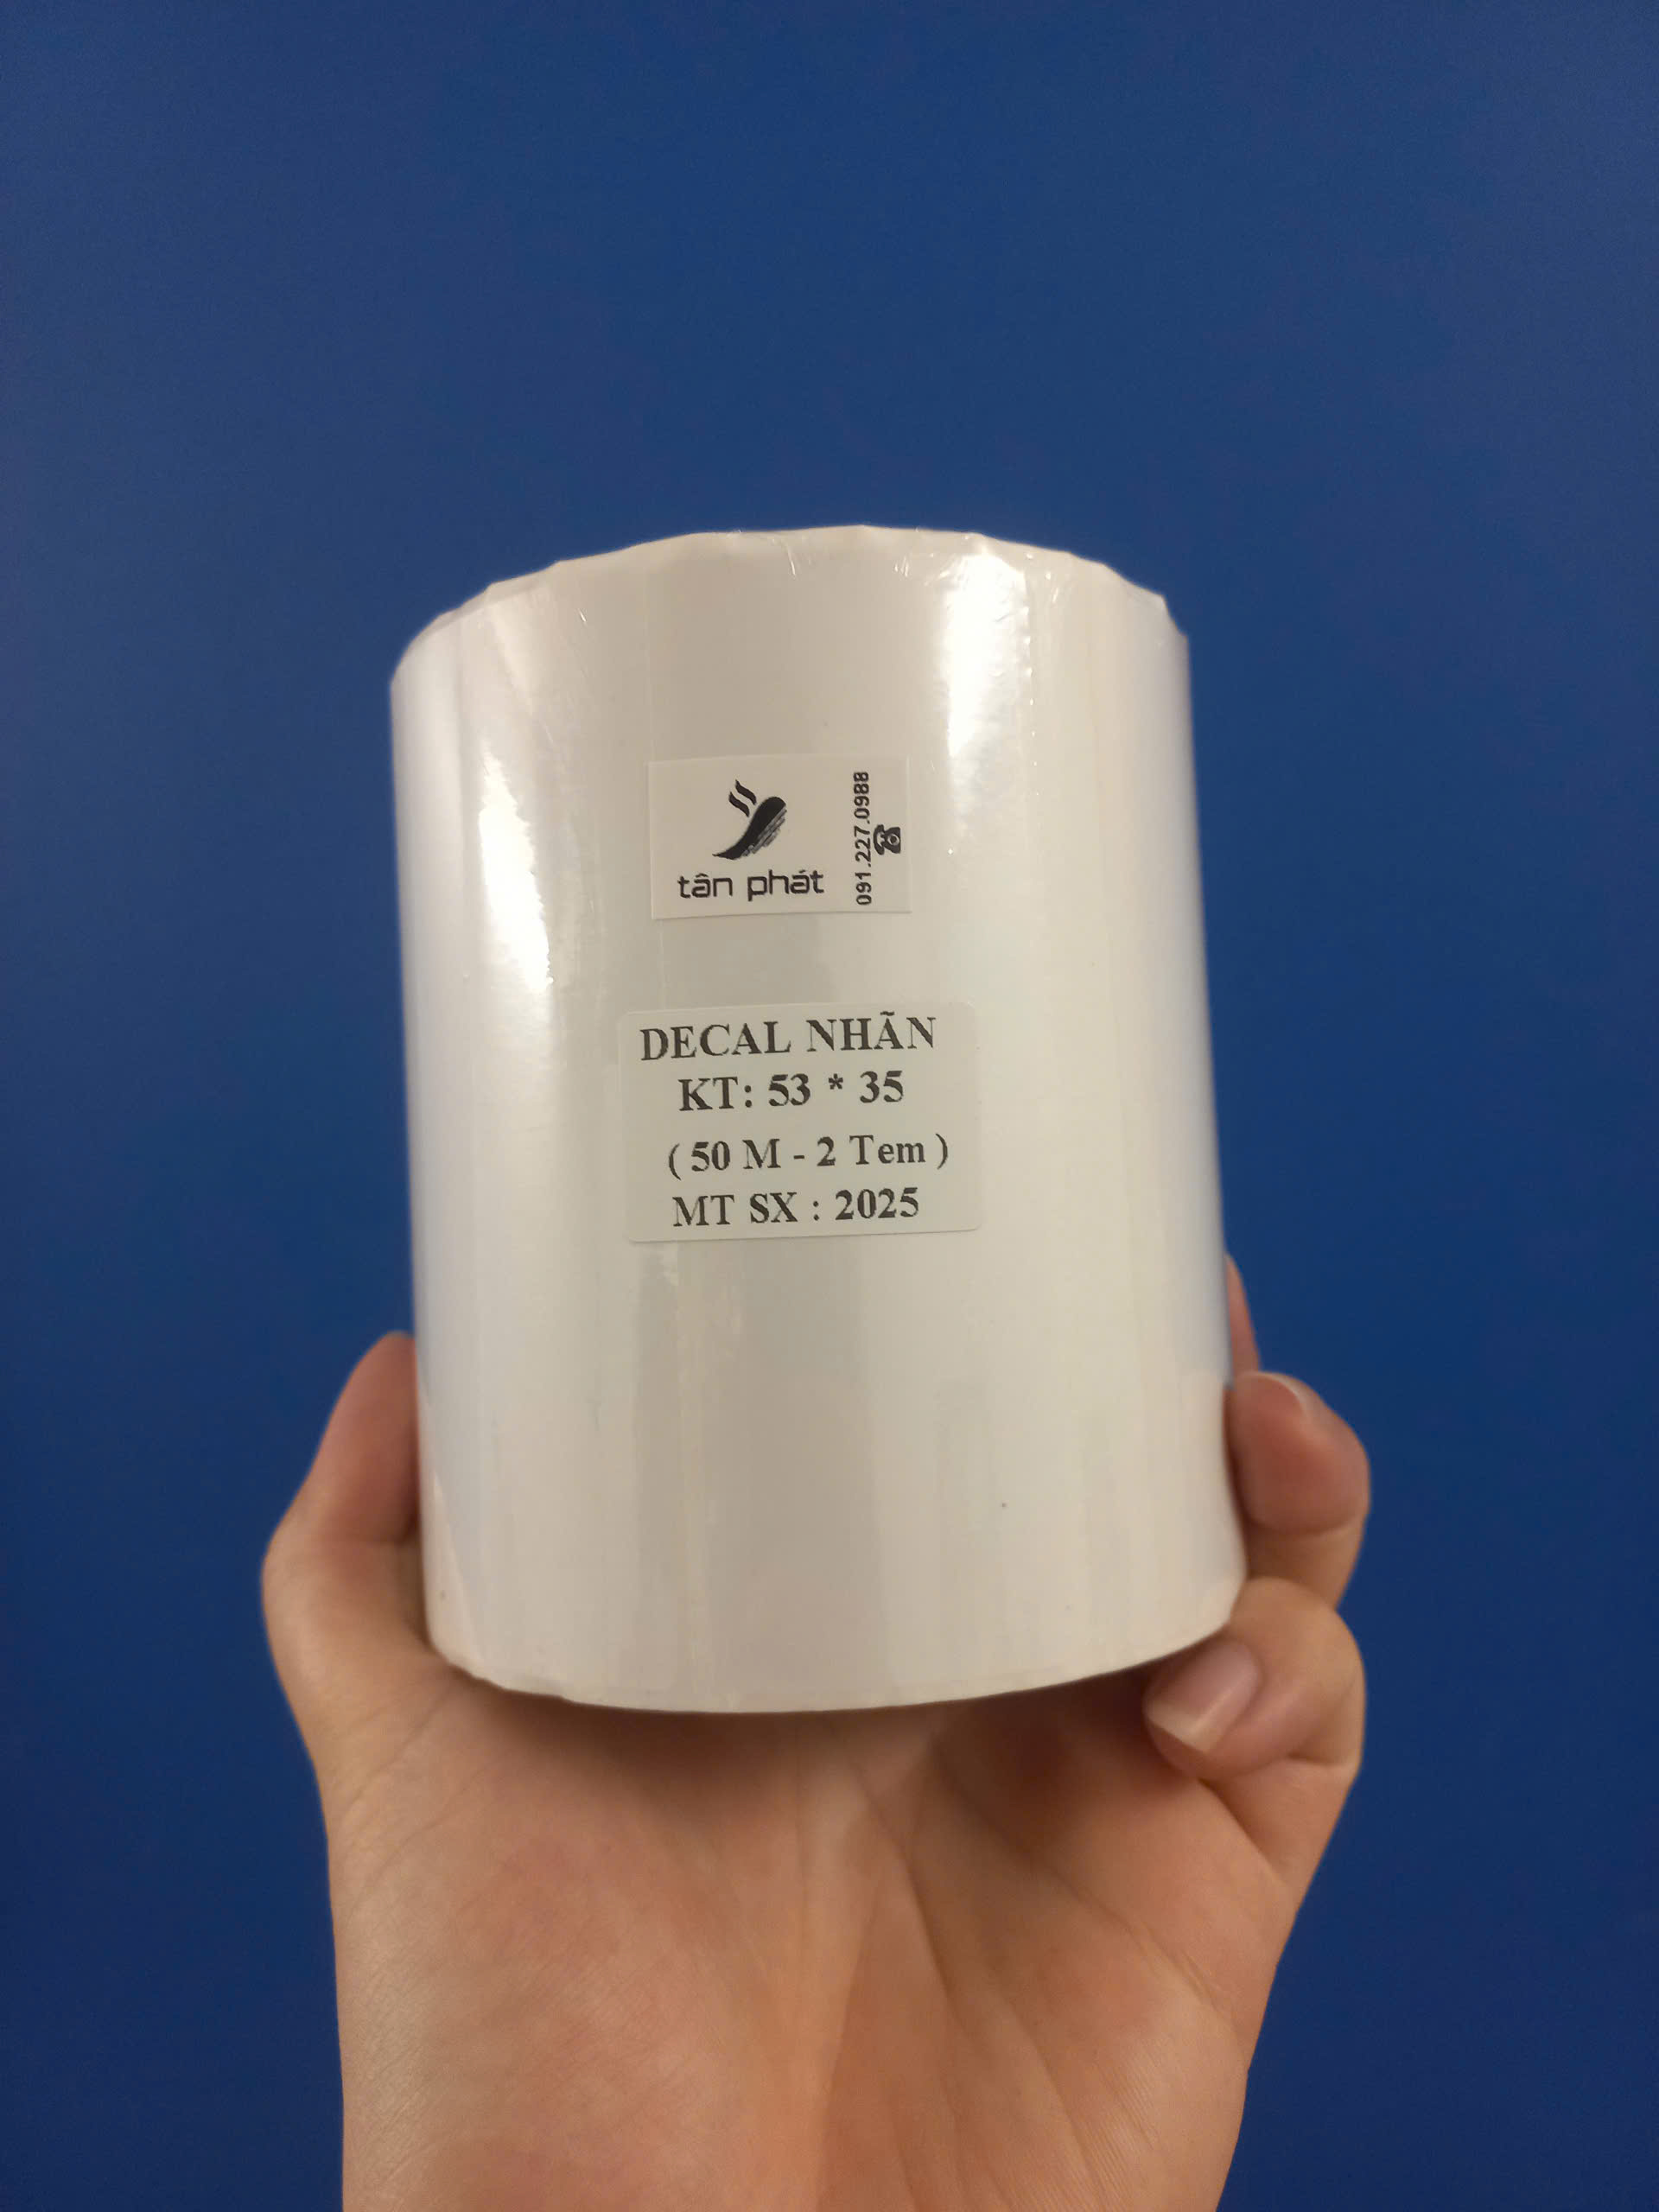 tân phát
091.227.0988
DECAL NHÃN
KT: 53 * 35
( 50 M - 2 Tem )
MT SX : 2025